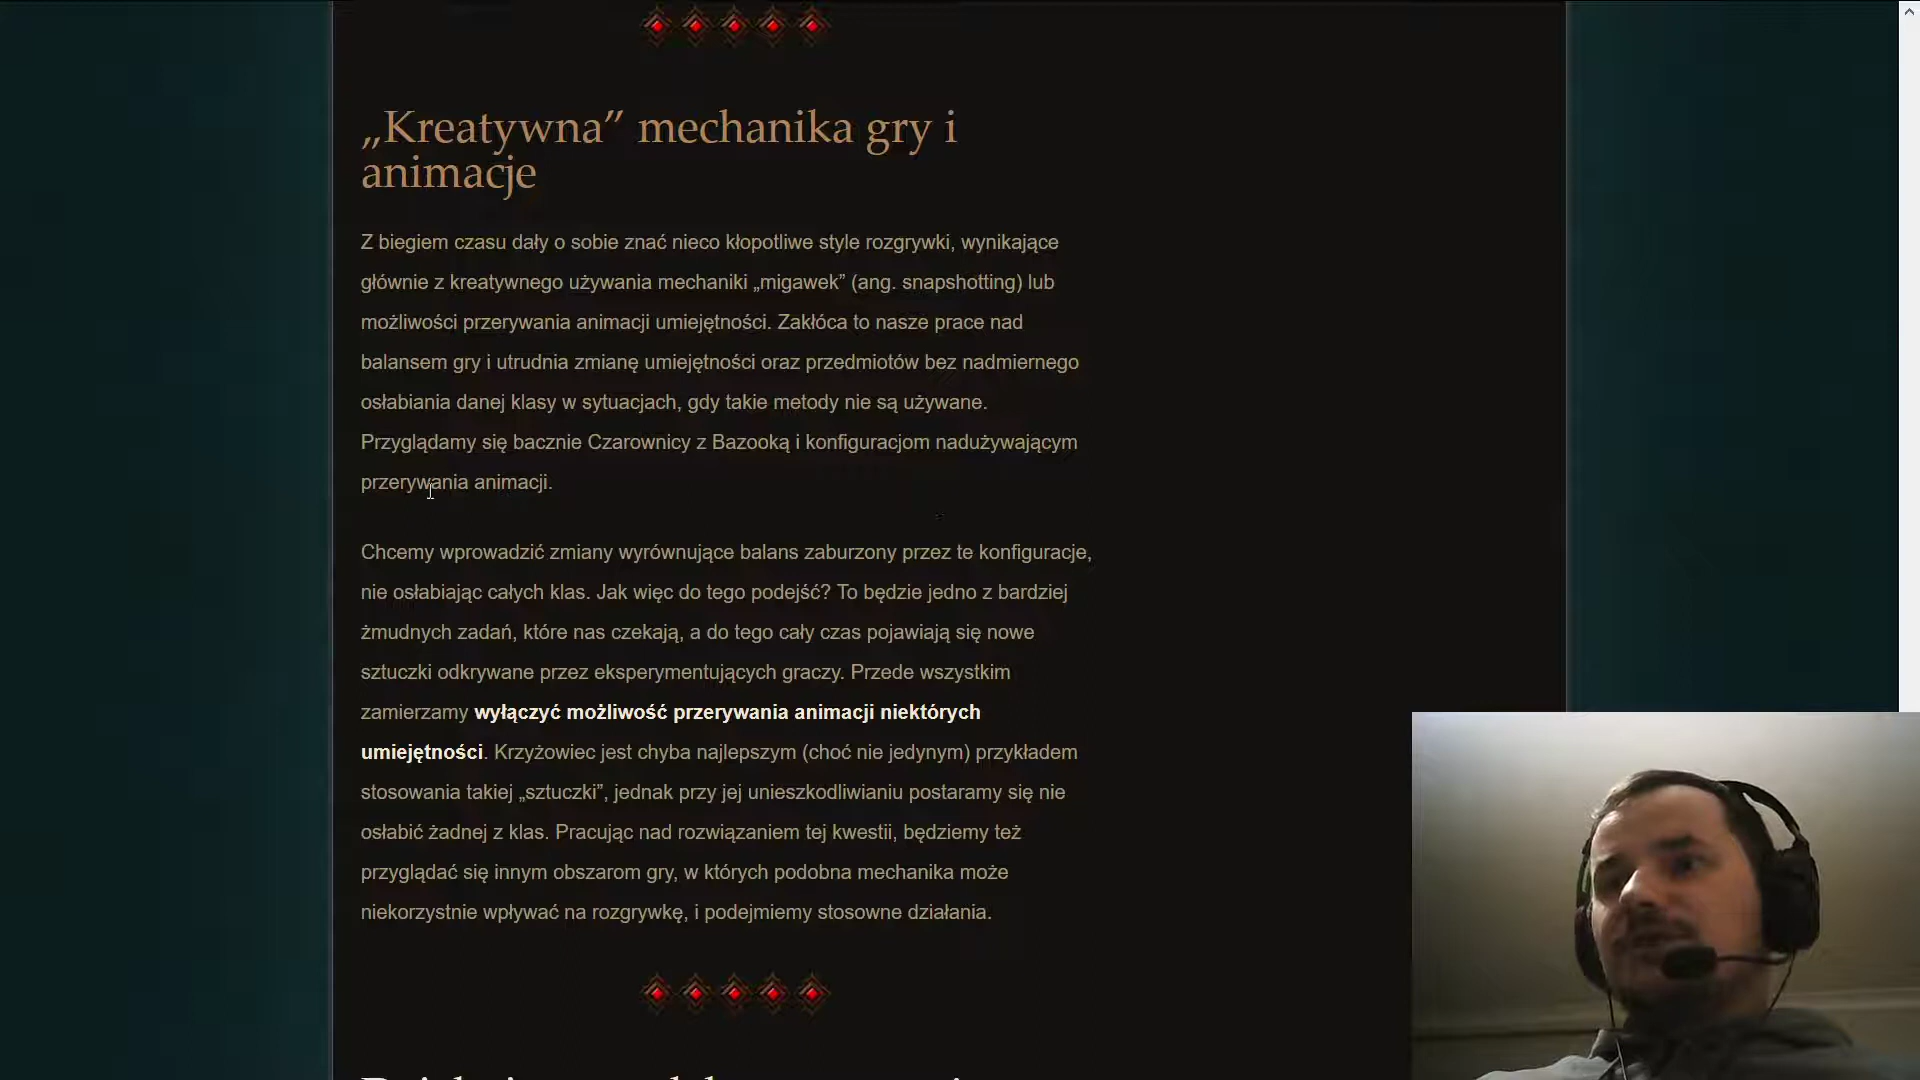 „Kreatywna” mechanika gry i
animacje
Z biegiem czasu dały o sobie znać nieco kłopotliwe style rozgrywki, wynikające
głównie z kreatywnego używania mechaniki „migawek” (ang. snapshotting) lub
możliwości przerywania animacji umiejętności. Zakłóca to nasze prace nad
balansem gry i utrudnia zmianę umiejętności oraz przedmiotów bez nadmiernego
osłabiania danej klasy w sytuacjach, gdy takie metody nie są używane.
Przyglądamy się bacznie Czarownicy z Bazooką i konfiguracjom nadużywającym
przerywania animacji.
Chcemy wprowadzić zmiany wyrównujące balans zaburzony przez te konfiguracje,
nie osłabiając całych klas. Jak więc do tego podejść? To będzie jedno z bardziej
żmudnych zadań, które nas czekają, a do tego cały czas pojawiają się nowe
sztuczki odkrywane przez eksperymentujących graczy. Przede wszystkim
zamierzamy wyłączyć możliwość przerywania animacji niektórych
umiejętności. Krzyżowiec jest chyba najlepszym (choć nie jedynym) przykładem
stosowania takiej „sztuczki”, jednak przy jej unieszkodliwianiu postaramy się nie
osłabić żadnej z klas. Pracując nad rozwiązaniem tej kwestii, będziemy też
przyglądać się innym obszarom gry, w których podobna mechanika może
niekorzystnie wpływać na rozgrywkę, i podejmiemy stosowne działania.